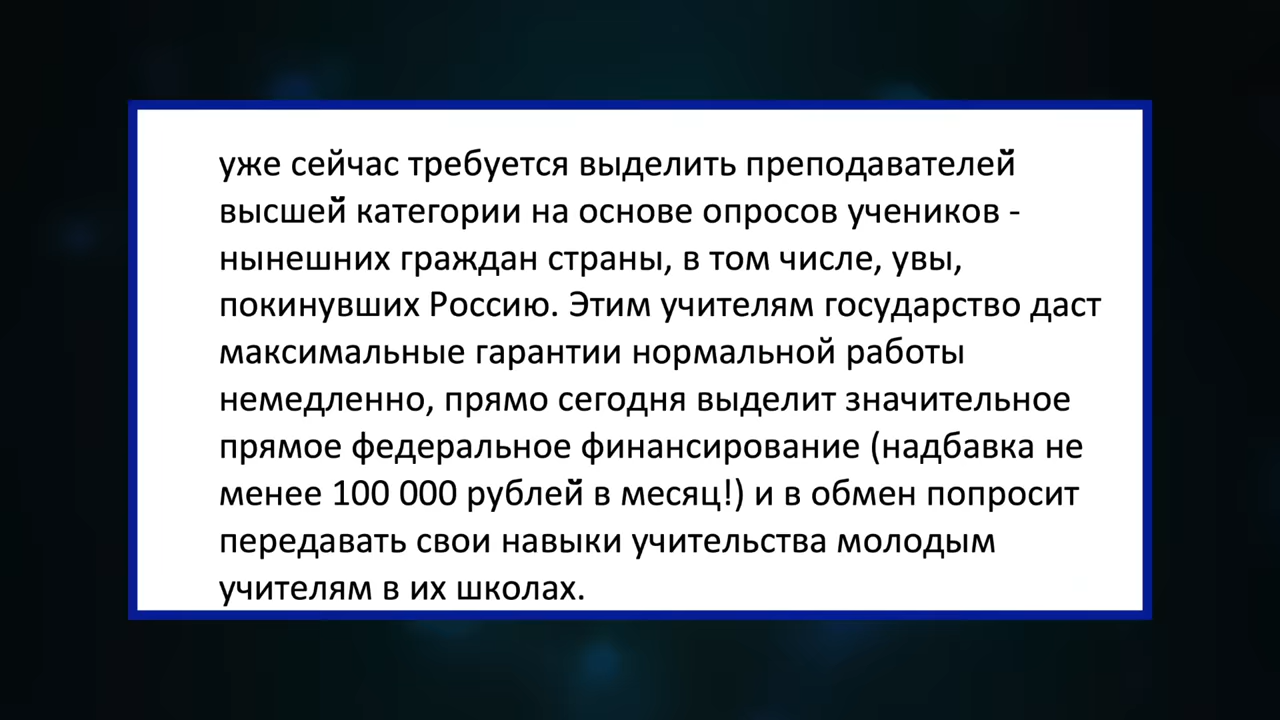 уже сейчас требуется выделить преподавателей
высшей категории на основе опросов учеников -
нынешних граждан страны, в том числе, увы,
покинувших Россию. Этим учителям государство даст
максимальные гарантии нормальной работы
немедленно, прямо сегодня выделит значительное
прямое федеральное финансирование (надбавка не
менее 100 000 рублей в месяц!) и в обмен попросит
передавать свои навыки учительства молодым
учителям в их школах.